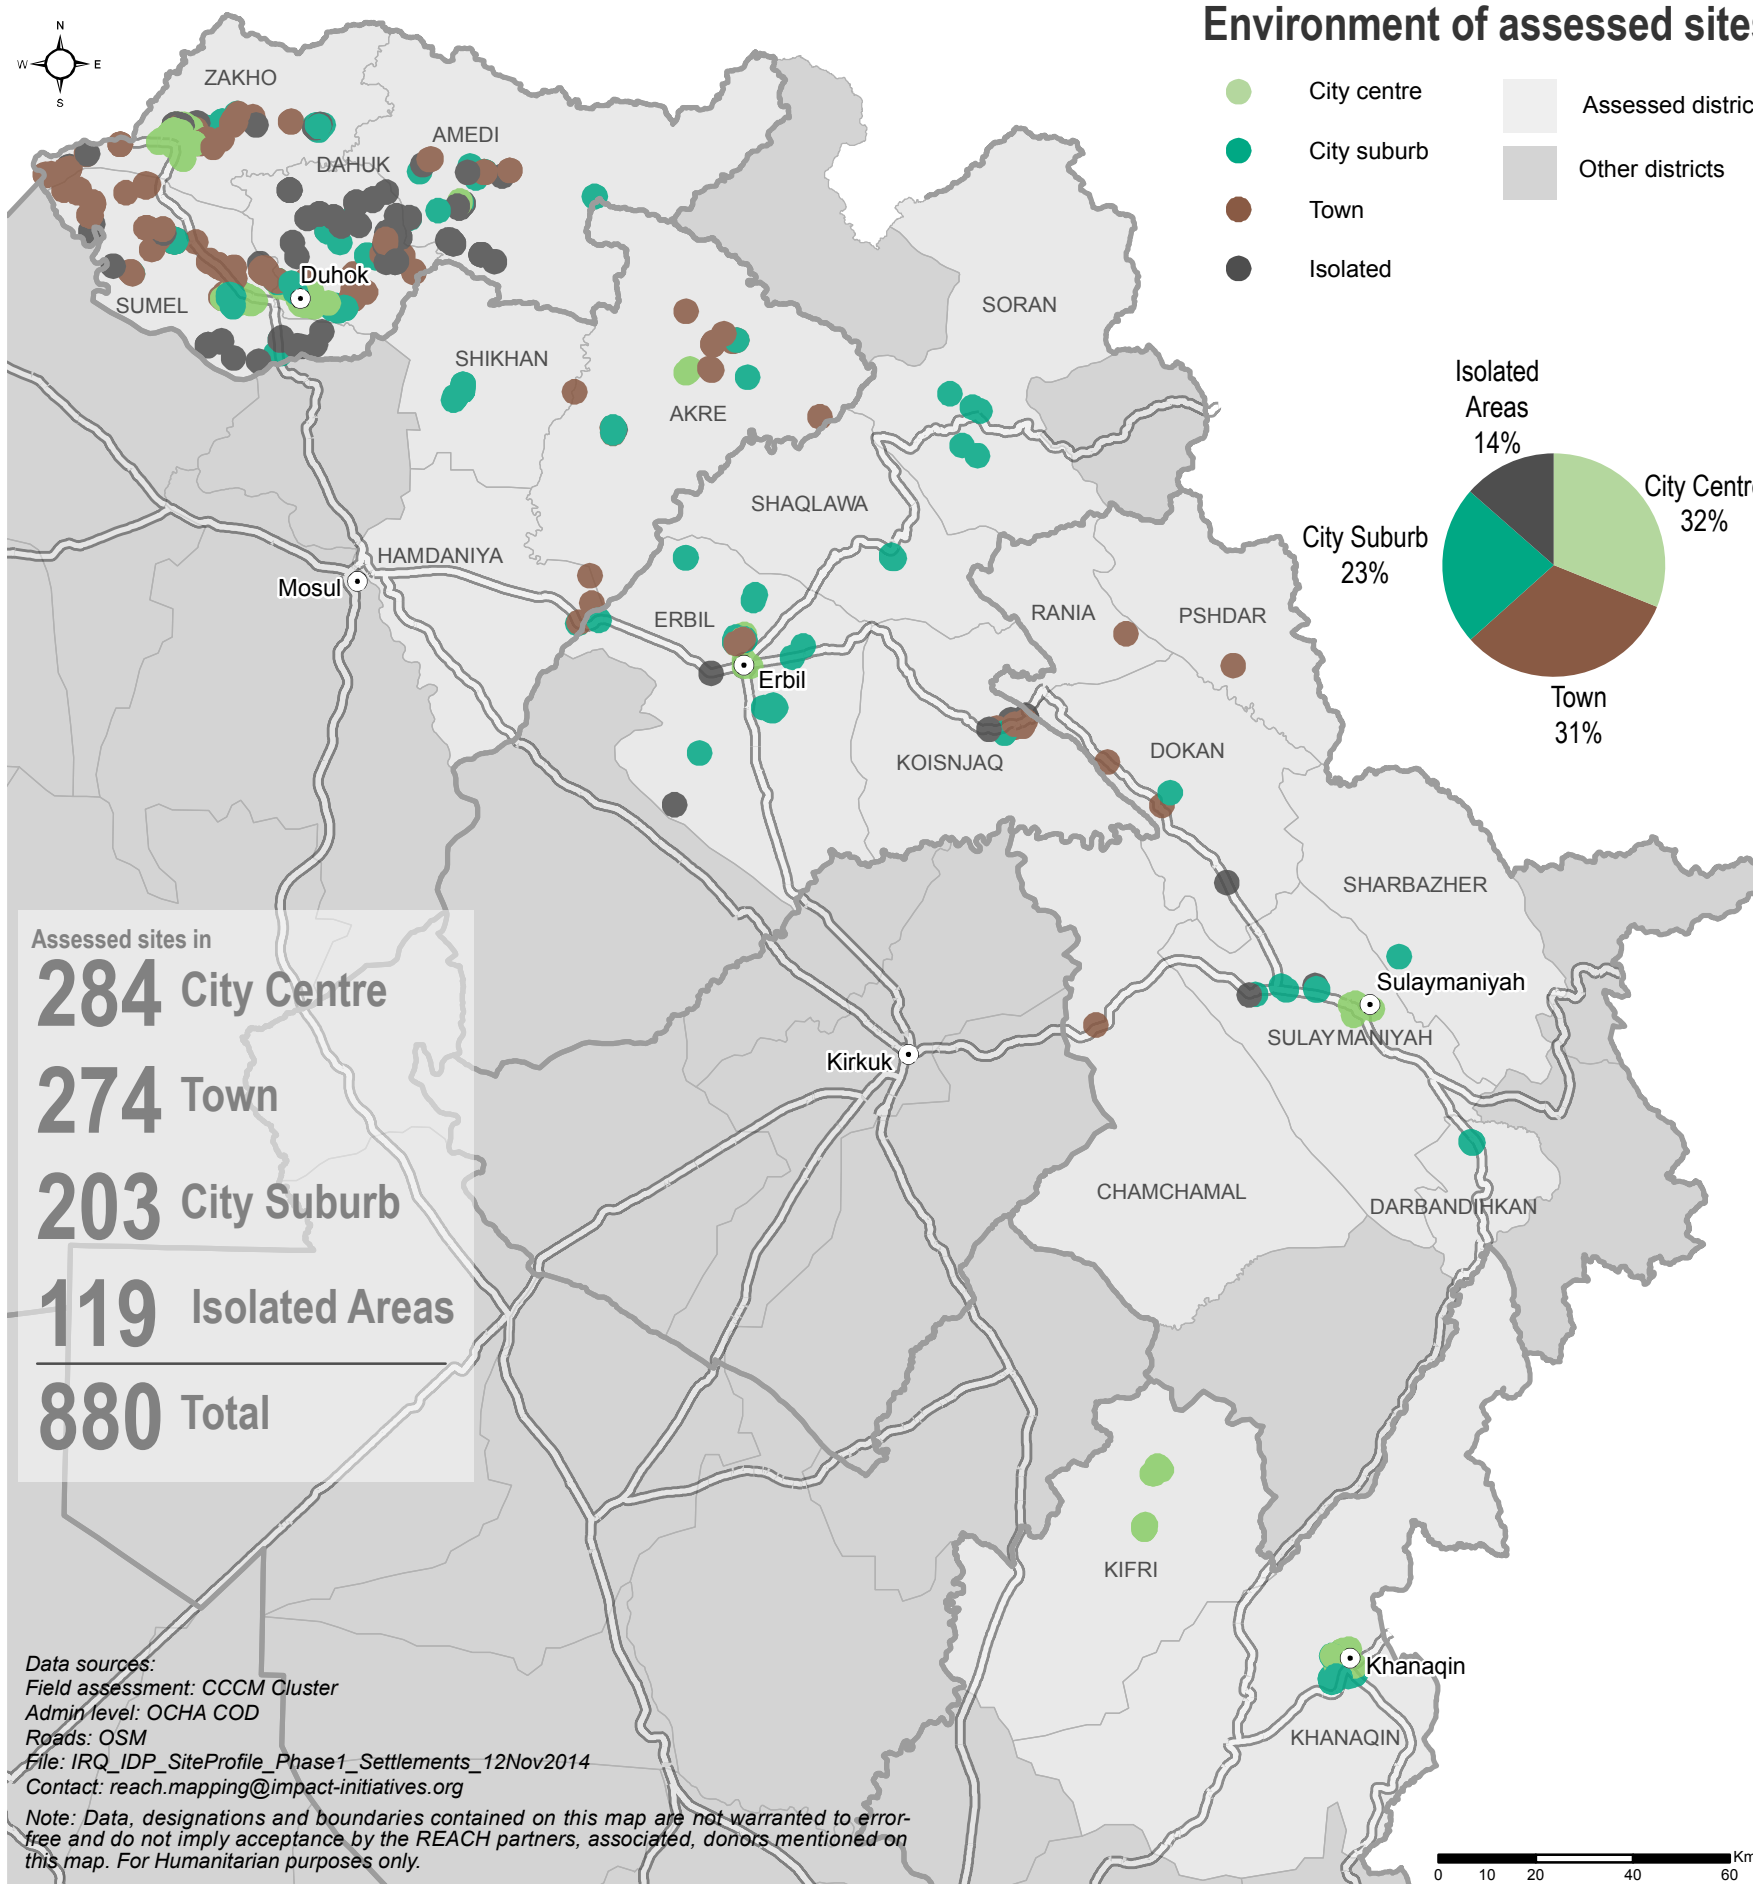 Environment of assessed sites
N
W
E
S
City centre
City suburb
Town
Isolated
Assessed distric
Other districts
ZAKHO
AMEDI
DAHUK
Duhok
SUMEL
SORAN
SHIKHAN
AKRE
Isolated
Areas
14%
City Centre
32%
City Suburb
23%
Town
31%
SHAQLAWA
HAMDANIYA
Mosul
ERBIL
Erbil
RANIA
PSHDAR
KOISNJAQ
DOKAN
SHARBAZHER
Sulaymaniyah
SULAYMANIYAH
Kirkuk
CHAMCHAMAL
DARBANDIHKAN
KIFRI
Khanaqin
KHANAQIN
Assessed sites in
284 City Centre
274 Town
203 City Suburb
119 Isolated Areas
880 Total
Data sources:
Field assessment: CCCM Cluster
Admin level: OCHA COD
Roads: OSM
File: IRQ_IDP_SiteProfile_Phase1_Settlements_12Nov2014
Contact: reach.mapping@impact-initiatives.org
Note: Data, designations and boundaries contained on this map are not warranted to error-
free and do not imply acceptance by the REACH partners, associated, donors mentioned on
this map. For Humanitarian purposes only.
Km
0 10 20 40 60